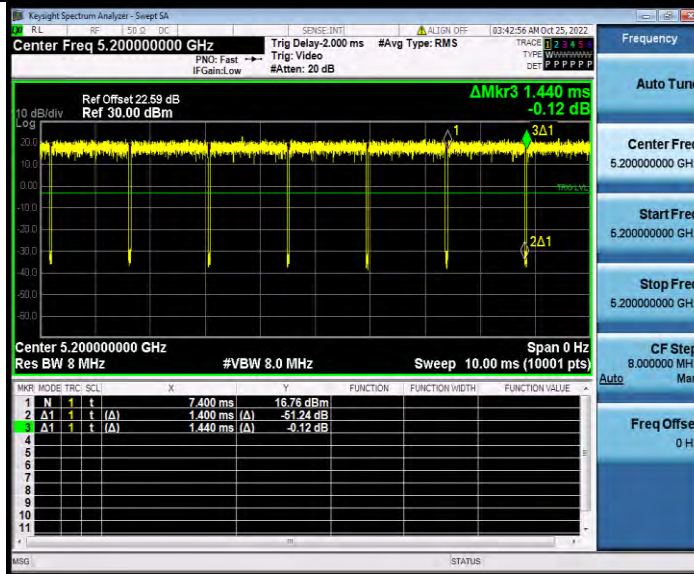 Keysight Spectrum Analyzer - Swept SA
RL RF 50 Ω DC SENSE:INT ALIGN OFF 03:42:56 AM Oct 25, 2022
Center Freq 5.200000000 GHz
PNO: Fast
IFGain:Low
Trig Delay-2.000 ms
Trig: Video
#Atten: 20 dB
#Avg Type: RMS
TRACE 1 2 3 4 5 6
TYPE
DET P P P P P P
ΔMkr3 1.440 ms
-0.12 dB
Ref Offset 22.59 dB
10 dB/div Ref 30.00 dBm
Log
20.0
10.0
0.00
-10.0
-20.0
-30.0
-40.0
-50.0
-60.0
1
3Δ1
TRIG LVL
2Δ1
Center 5.200000000 GHz Span 0 Hz
Res BW 8 MHz #VBW 8.0 MHz Sweep 10.00 ms (10001 pts)
MKR MODE TRC SCL X Y FUNCTION FUNCTION WIDTH FUNCTION VALUE
1 N 1 t 7.400 ms 16.76 dBm
2 Δ1 1 t (Δ) 1.400 ms (Δ) -51.24 dB
3 Δ1 1 t (Δ) 1.440 ms (Δ) -0.12 dB
4
5
6
7
8
9
10
11
MSG STATUS
Frequency
Auto Tune
Center Freq
5.200000000 GHz
Start Freq
5.200000000 GHz
Stop Freq
5.200000000 GHz
CF Step
8.000000 MHz
Auto Man
Freq Offset
0 Hz